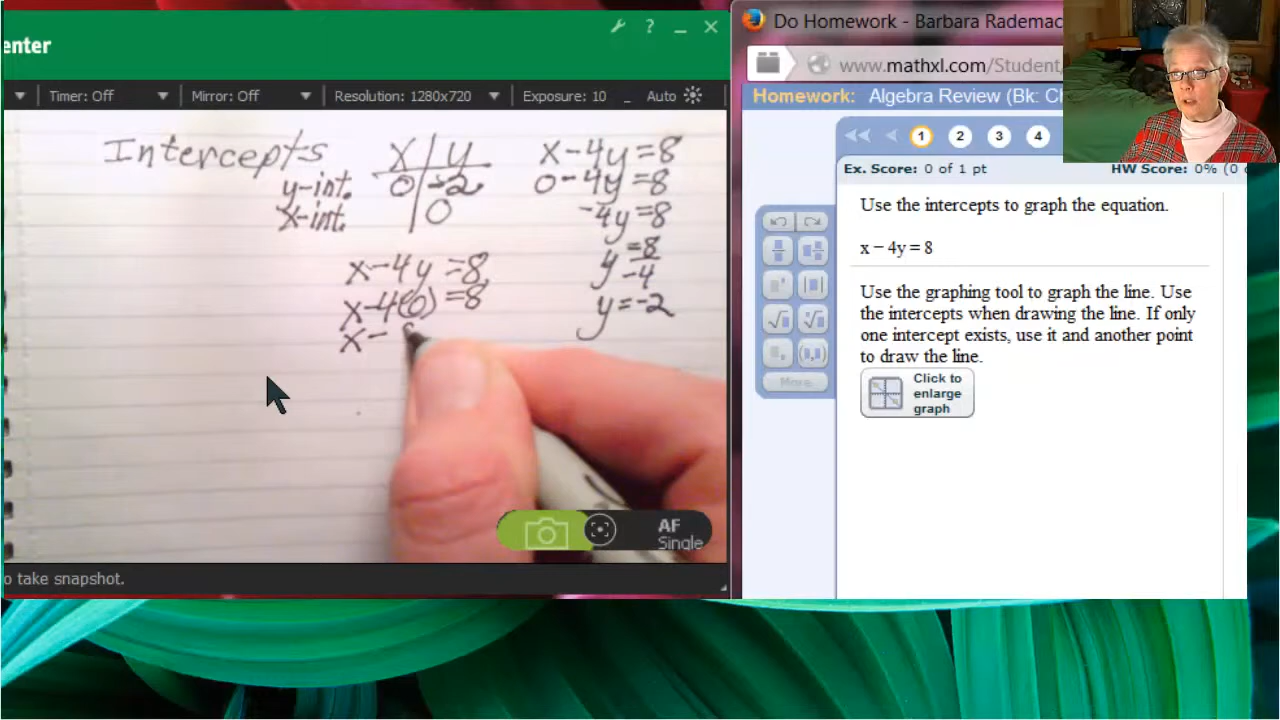 enter
Timer: Off
Mirror: Off
Resolution: 1280x720
Exposure: 10
Auto
Intercepts
x y
y-int. 0 -2
x-int. 0
x-4y=8
0-4y=8
-4y=8
y = 8/-4
y=-2
x-4y=8
x-4(0)=8
x-
AF
Single
o take snapshot.
Do Homework - Barbara Rademac
www.mathxl.com/Student
Homework: Algebra Review (Bk: Ch
1 2 3 4
Ex. Score: 0 of 1 pt
HW Score: 0% (0
Use the intercepts to graph the equation.
x − 4y = 8
Use the graphing tool to graph the line. Use
the intercepts when drawing the line. If only
one intercept exists, use it and another point
to draw the line.
Click to
enlarge
graph
More